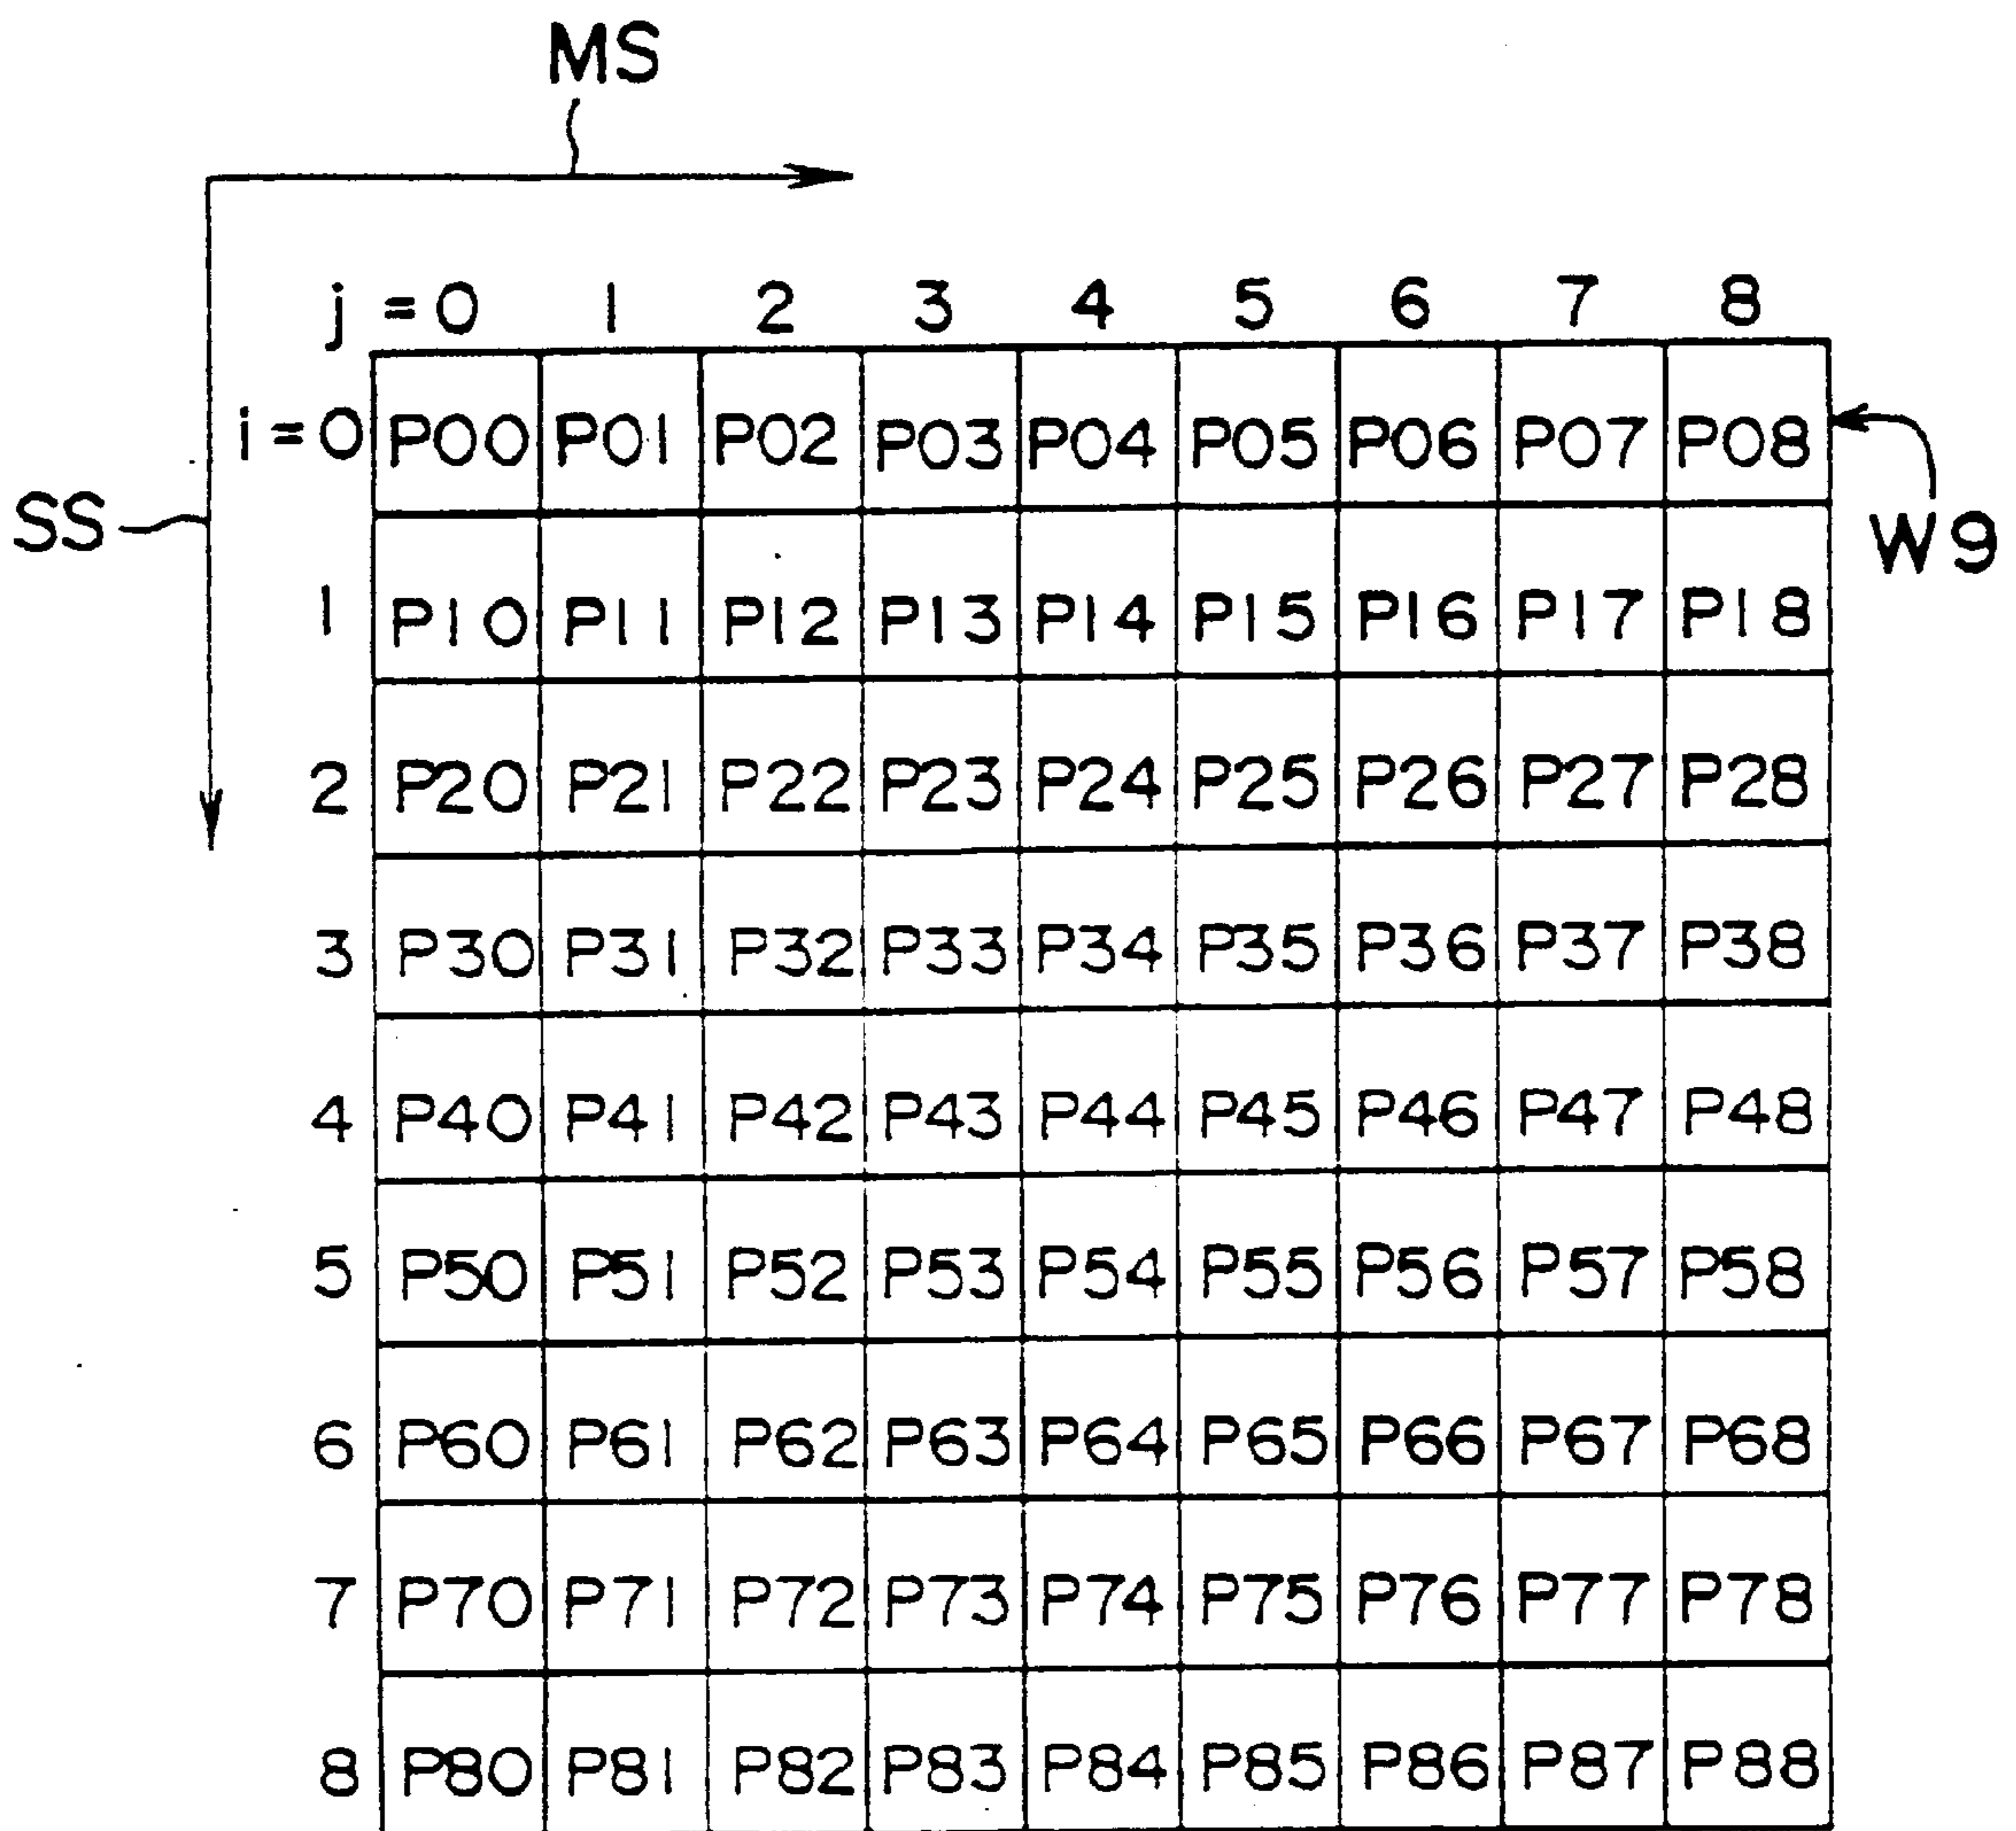 MS
j = 0 1 2 3 4 5 6 7 8
i = 0 P00 P01 P02 P03 P04 P05 P06 P07 P08
SS
W9
1 P10 P11 P12 P13 P14 P15 P16 P17 P18
2 P20 P21 P22 P23 P24 P25 P26 P27 P28
3 P30 P31 P32 P33 P34 P35 P36 P37 P38
4 P40 P41 P42 P43 P44 P45 P46 P47 P48
5 P50 P51 P52 P53 P54 P55 P56 P57 P58
6 P60 P61 P62 P63 P64 P65 P66 P67 P68
7 P70 P71 P72 P73 P74 P75 P76 P77 P78
8 P80 P81 P82 P83 P84 P85 P86 P87 P88